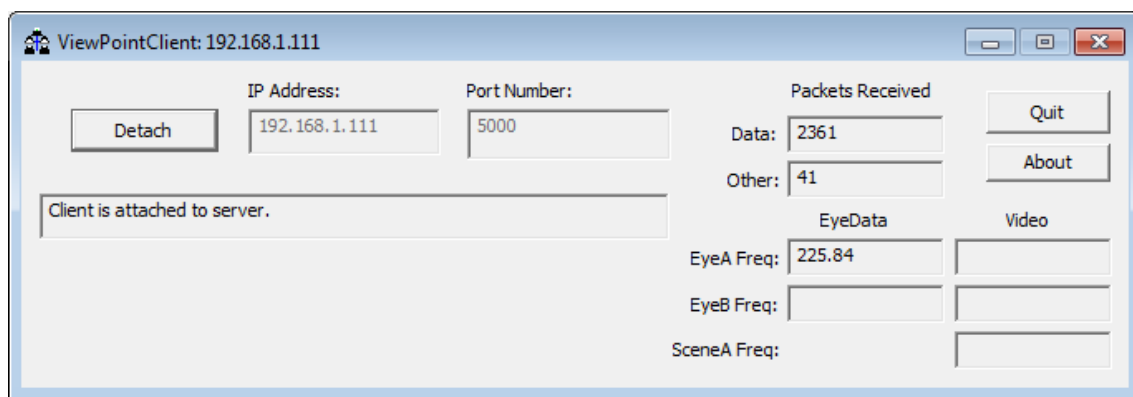 ViewPointClient: 192.168.1.111
IP Address:
Port Number:
Packets Received
Detach
192.168.1.111
5000
Data:
2361
Quit
Other:
41
About
Client is attached to server.
EyeData
Video
EyeA Freq:
225.84
EyeB Freq:
SceneA Freq: